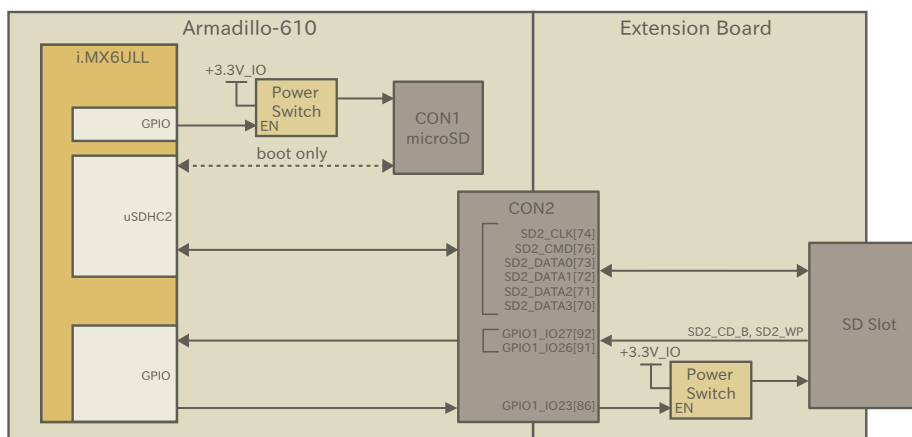 Armadillo-610
Extension Board
i.MX6ULL
+3.3V_IO
Power
Switch
EN
GPIO
CON1
microSD
boot only
uSDHC2
CON2
SD2_CLK[74]
SD2_CMD[76]
SD2_DATA0[73]
SD2_DATA1[72]
SD2_DATA2[71]
SD2_DATA3[70]
GPIO1_IO27[92]
GPIO1_IO26[91]
SD2_CD_B, SD2_WP
SD Slot
+3.3V_IO
Power
Switch
EN
GPIO
GPIO1_IO23[86]